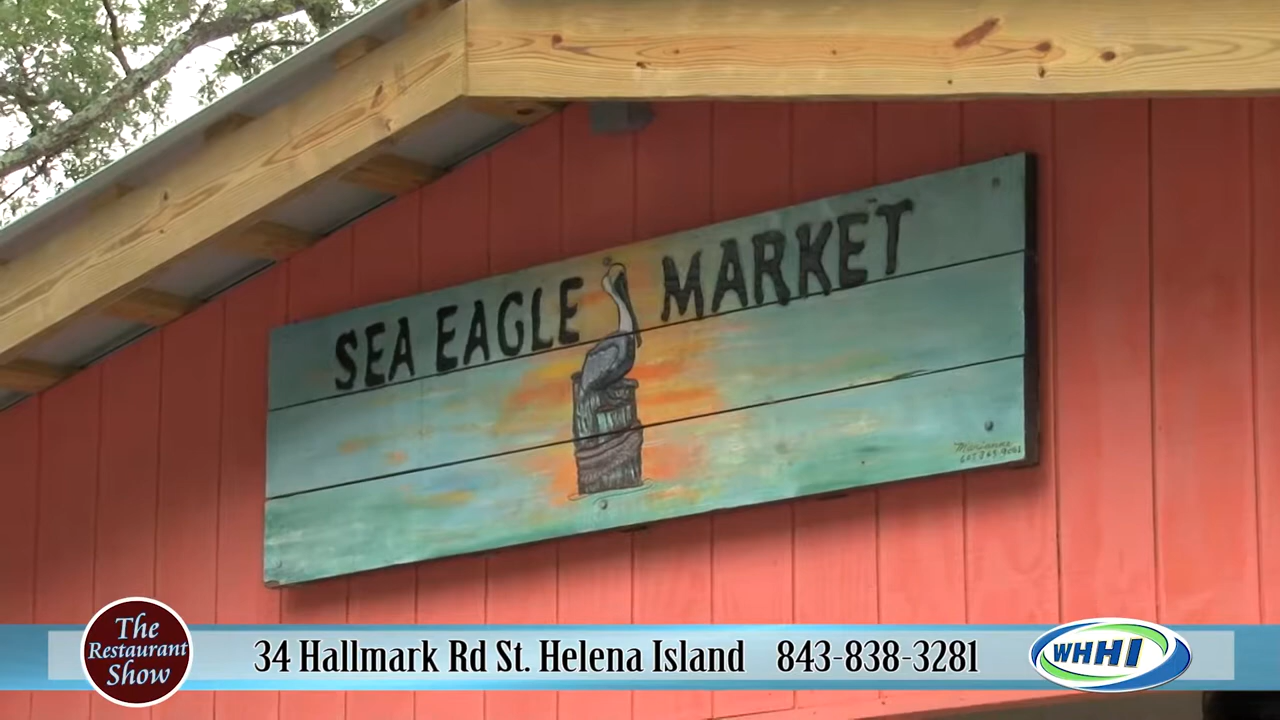 SEA EAGLE MARKET
The
Restaurant
Show
34 Hallmark Rd St. Helena Island 843-838-3281
WHHI